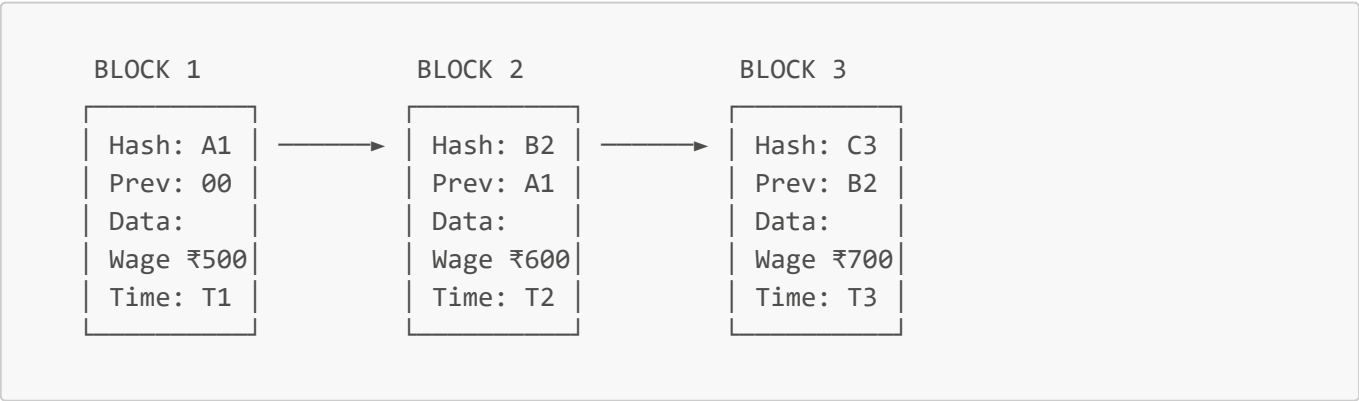 BLOCK 1 BLOCK 2 BLOCK 3
Hash: A1 Hash: B2 Hash: C3
Prev: 00 Prev: A1 Prev: B2
Data: Data: Data:
Wage ₹500 Wage ₹600 Wage ₹700
Time: T1 Time: T2 Time: T3